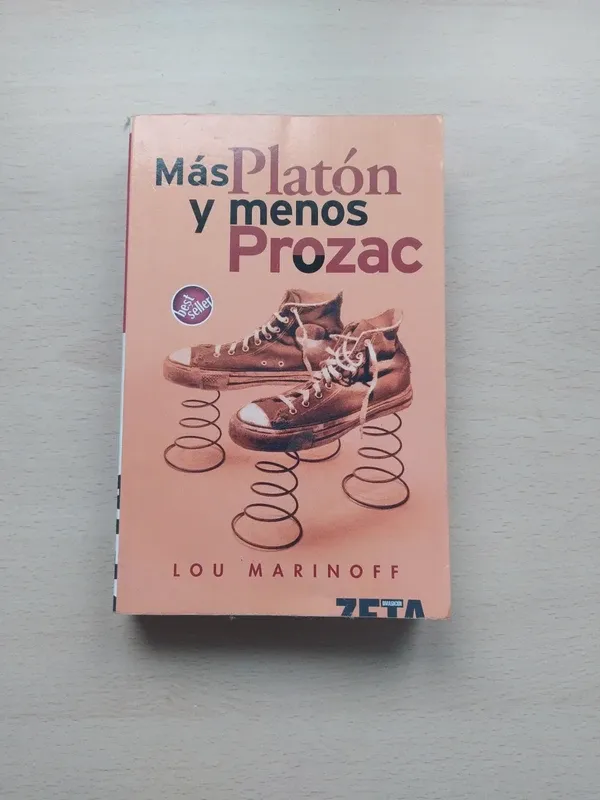 Más Platón
y menos
Prozac
best
seller
LOU MARINOFF
ZETA